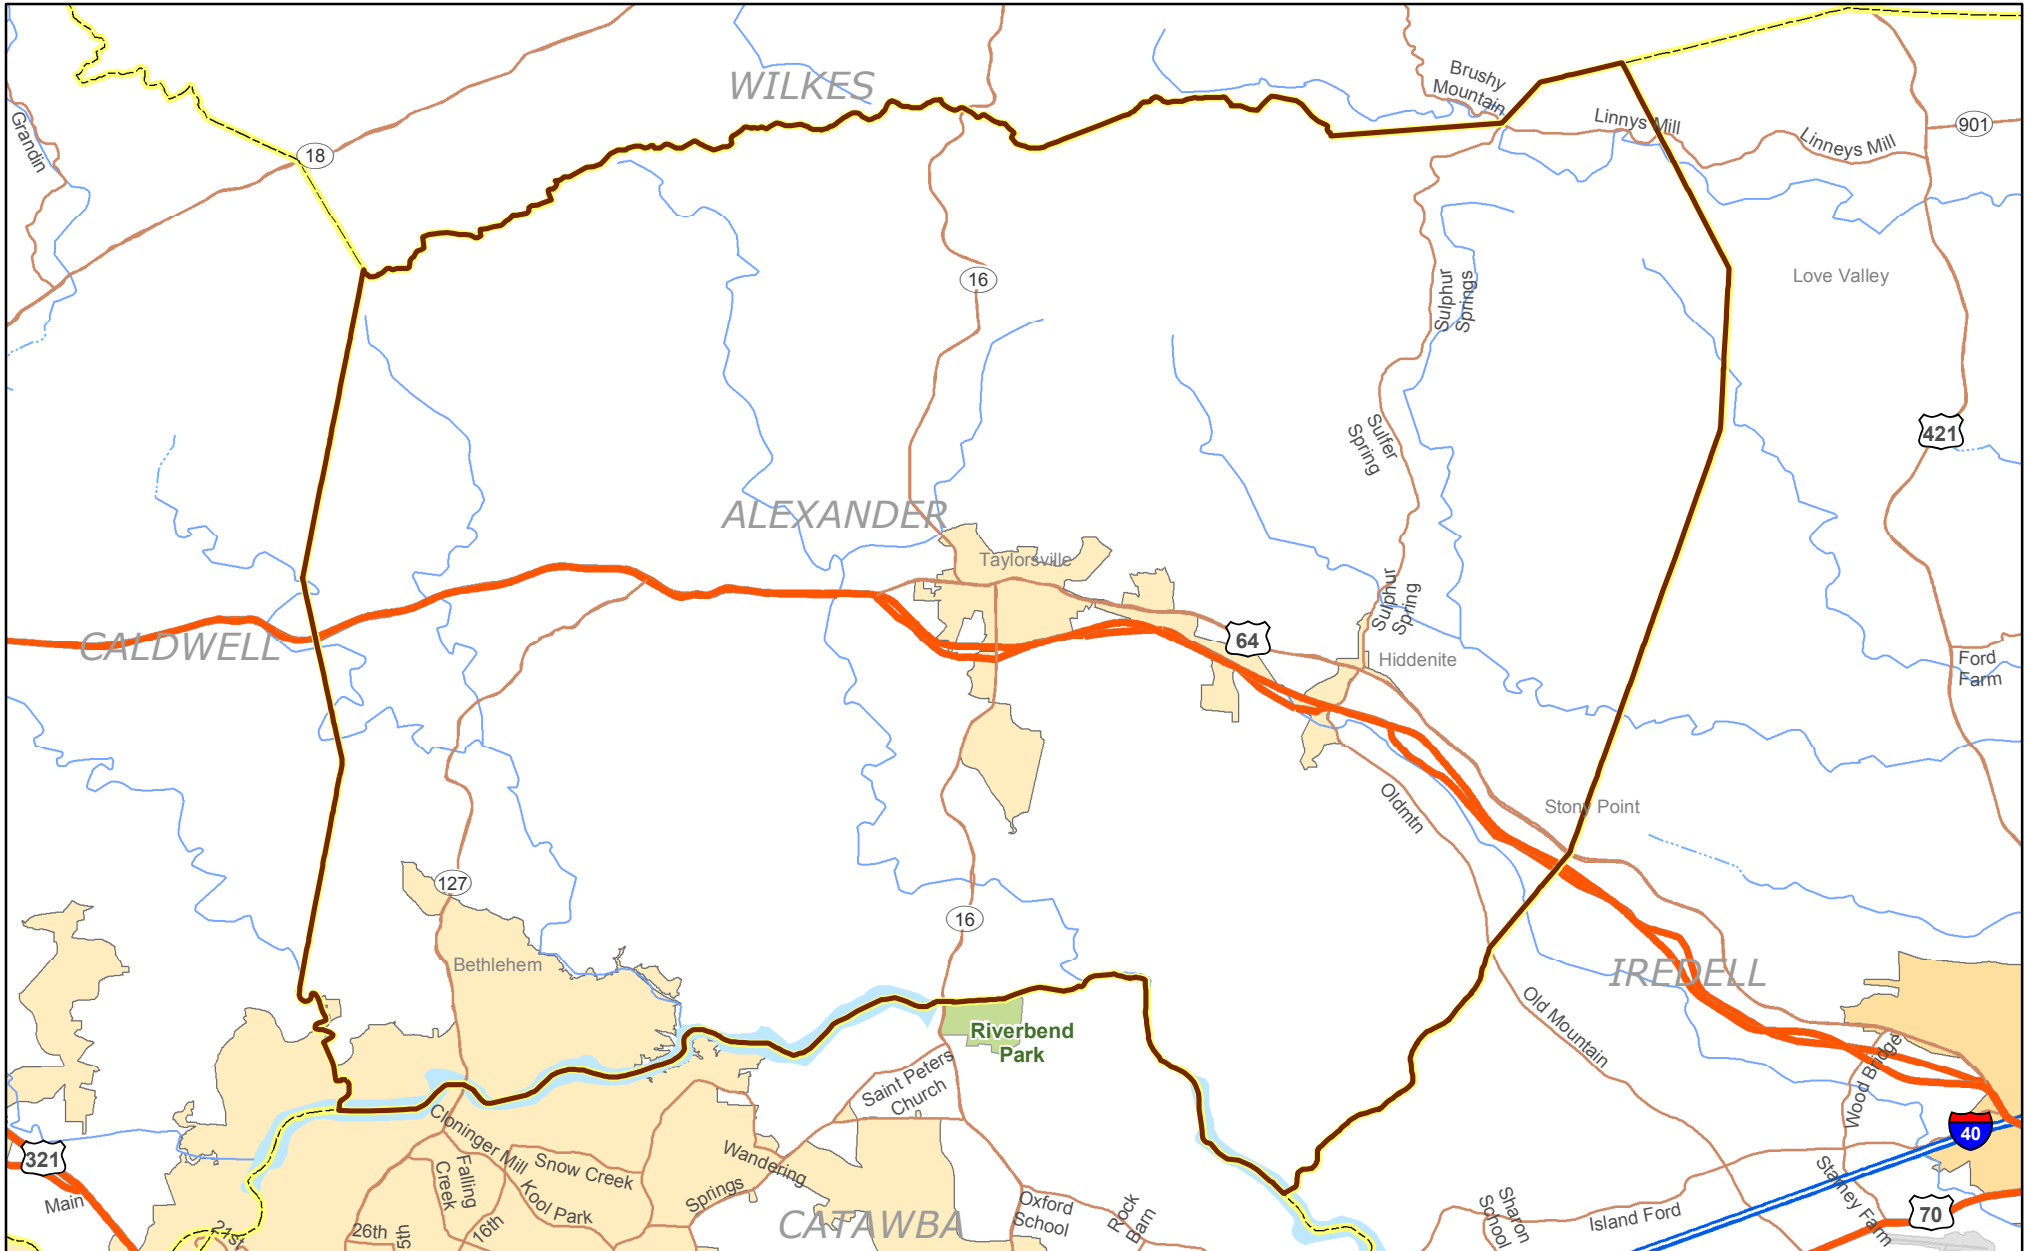 WILKES
Brushy
Mountain
Linnys Mill
Linneys Mill
901
Grandin
18
16
Sulphur
Springs
Love Valley
Sulfer
Spring
421
ALEXANDER
Taylorsville
Sulphur
Spring
64
Hiddenite
CALDWELL
Ford
Farm
Oldmtn
Stony Point
127
16
Bethlehem
IREDELL
Old Mountain
Riverbend
Park
Saint Peters
Church
Wood Bridge
40
321
Main
Cloninger Mill
Falling
Creek
Snow Creek
Kool Park
16th
26th
5th
21st
Wandering
Springs
CATAWBA
Oxford
School
Rock
Barn
Sharon
School
Island Ford
Stamey Farm
70